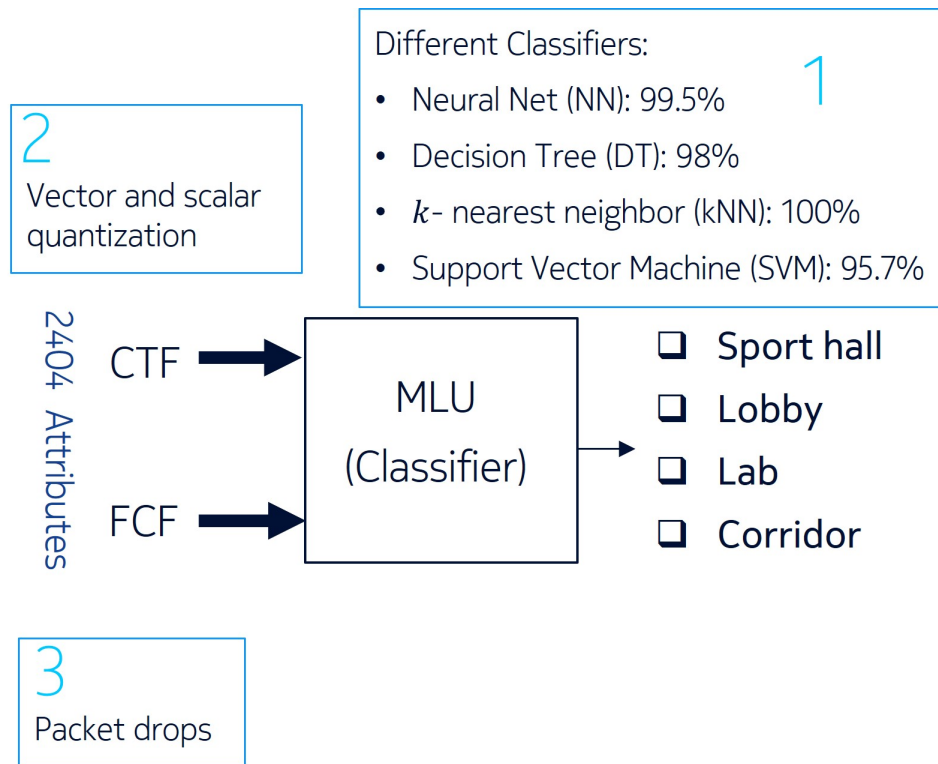 Different Classifiers:
1
• Neural Net (NN): 99.5%
• Decision Tree (DT): 98%
• k- nearest neighbor (kNN): 100%
• Support Vector Machine (SVM): 95.7%
2
Vector and scalar
quantization
2404 Attributes
CTF
FCF
MLU
(Classifier)
❑ Sport hall
❑ Lobby
❑ Lab
❑ Corridor
3
Packet drops